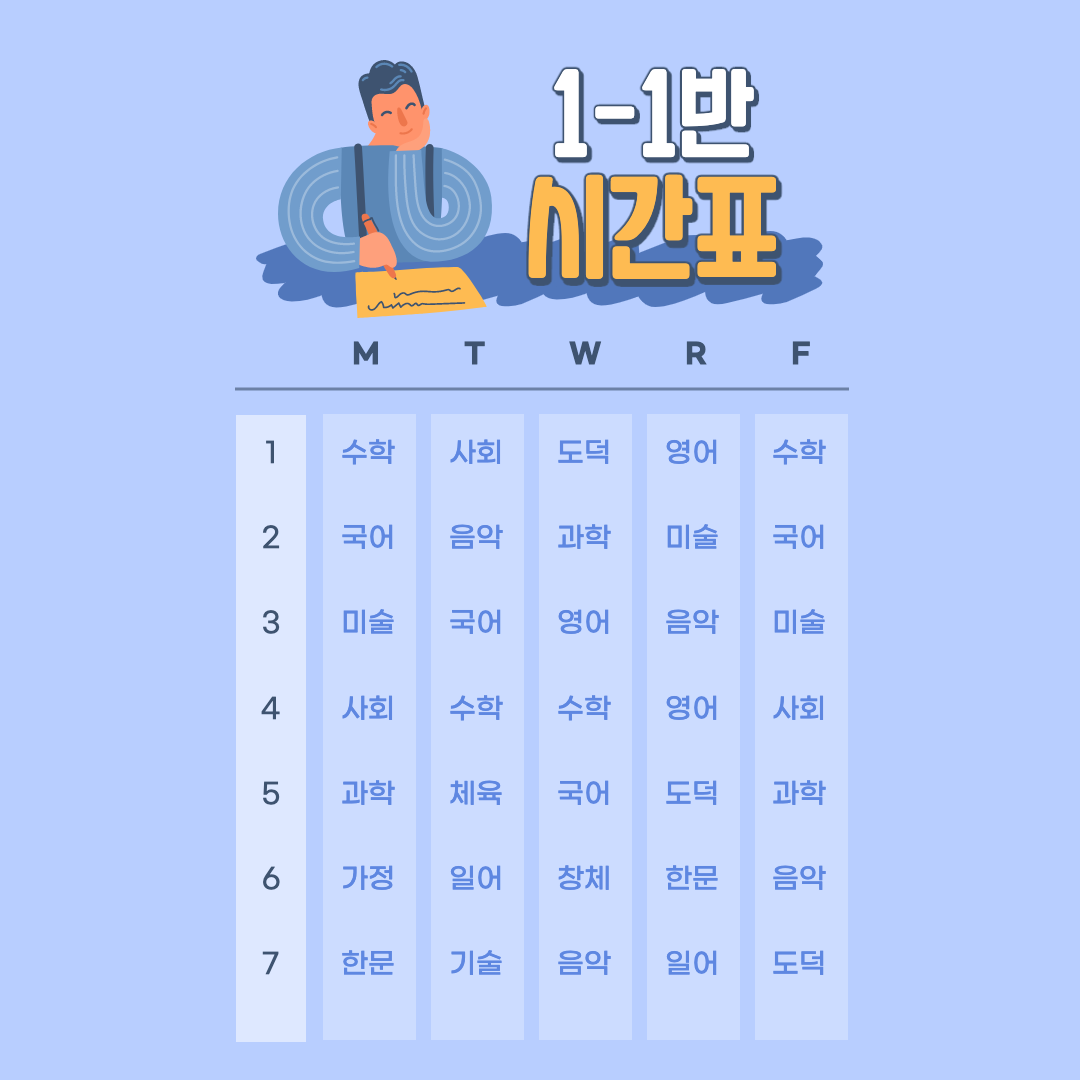 1-1반
시간표
M T W R F
1 수학 사회 도덕 영어 수학
2 국어 음악 과학 미술 국어
3 미술 국어 영어 음악 미술
4 사회 수학 수학 영어 사회
5 과학 체육 국어 도덕 과학
6 가정 일어 창체 한문 음악
7 한문 기술 음악 일어 도덕